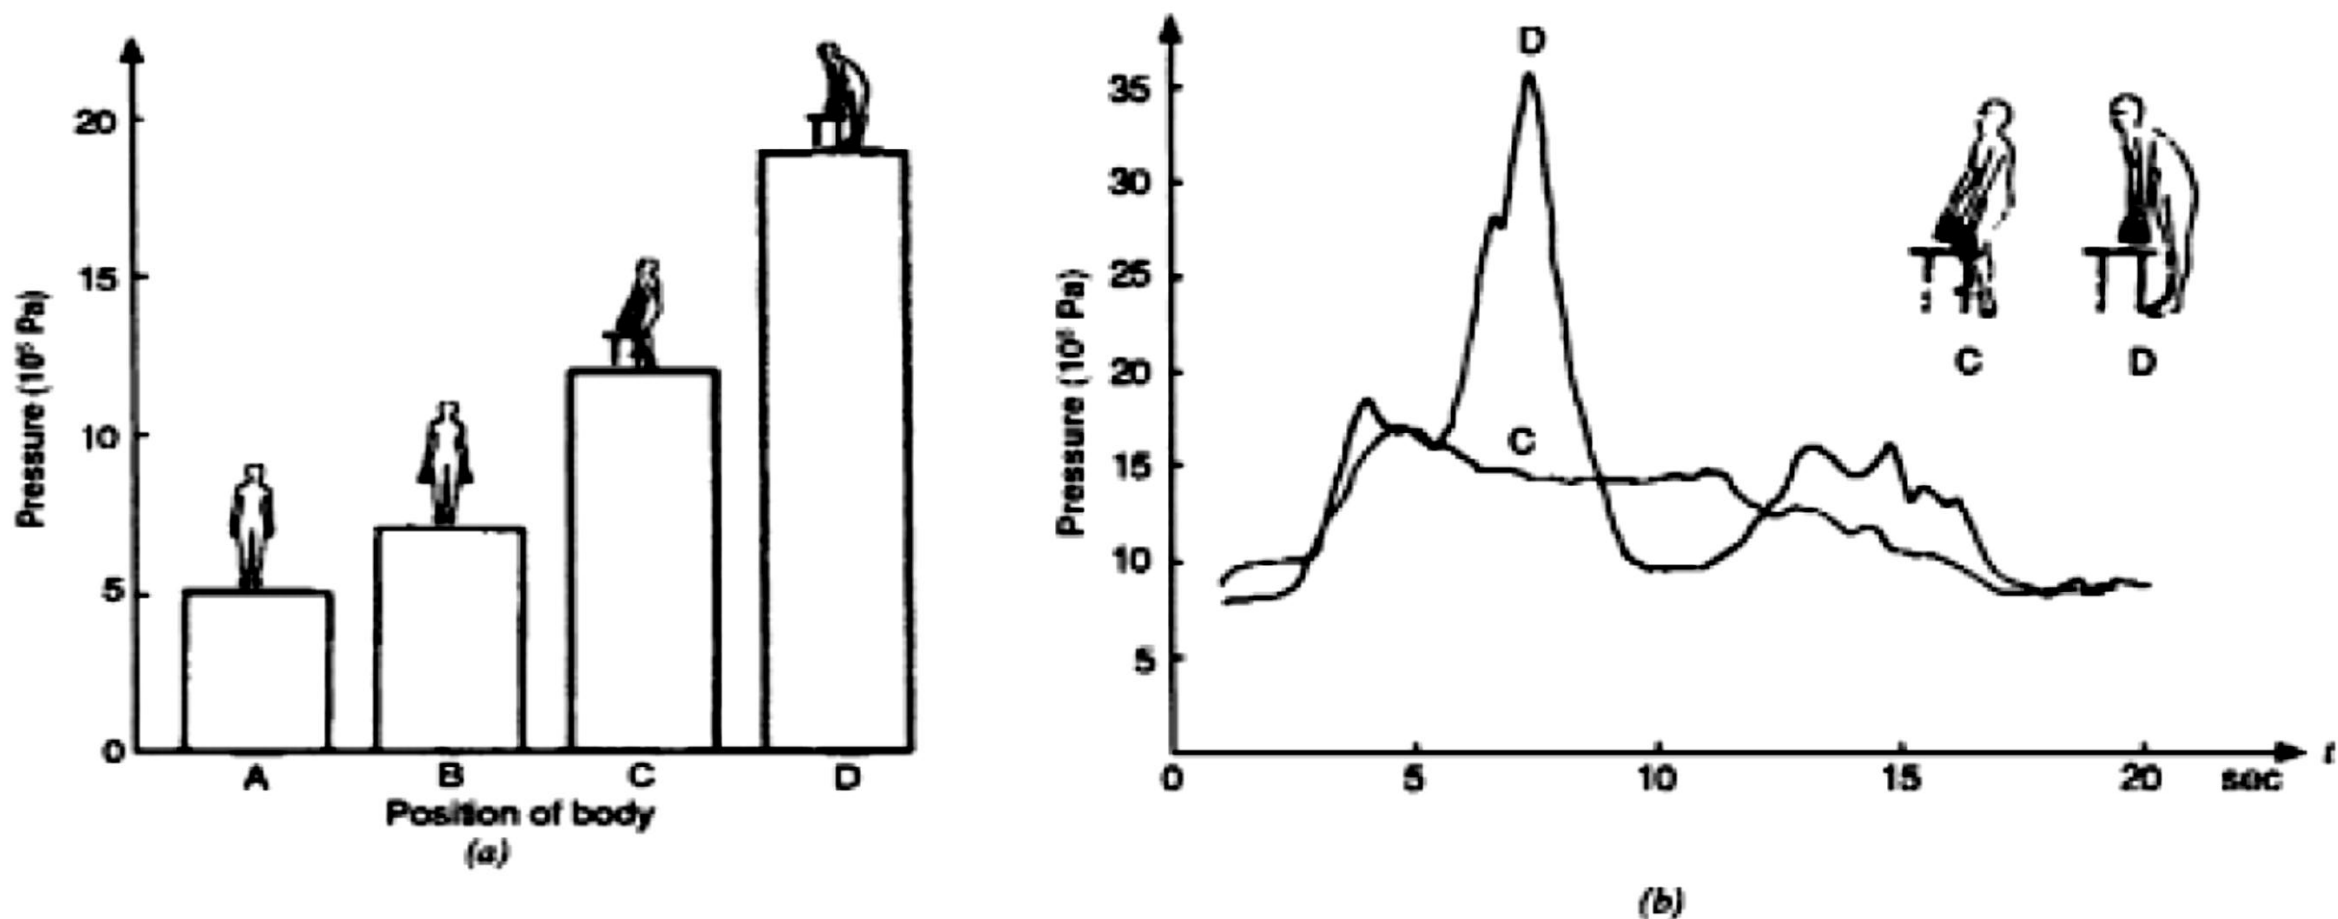 Pressure (10⁵ Pa)
20
15
10
5
0
A B C D
Position of body
(a)
Pressure (10⁵ Pa)
35
30
25
20
15
10
5
D
C
C D
0 5 10 15 20 sec t
(b)